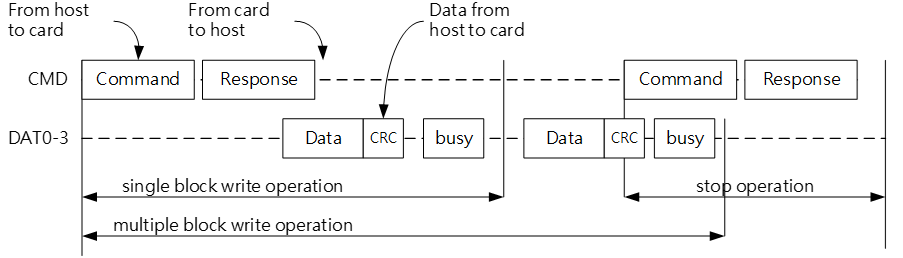 From host
to card
From card
to host
Data from
host to card
CMD
Command
Response
Command
Response
DAT0-3
Data
CRC
busy
Data
CRC
busy
single block write operation
stop operation
multiple block write operation